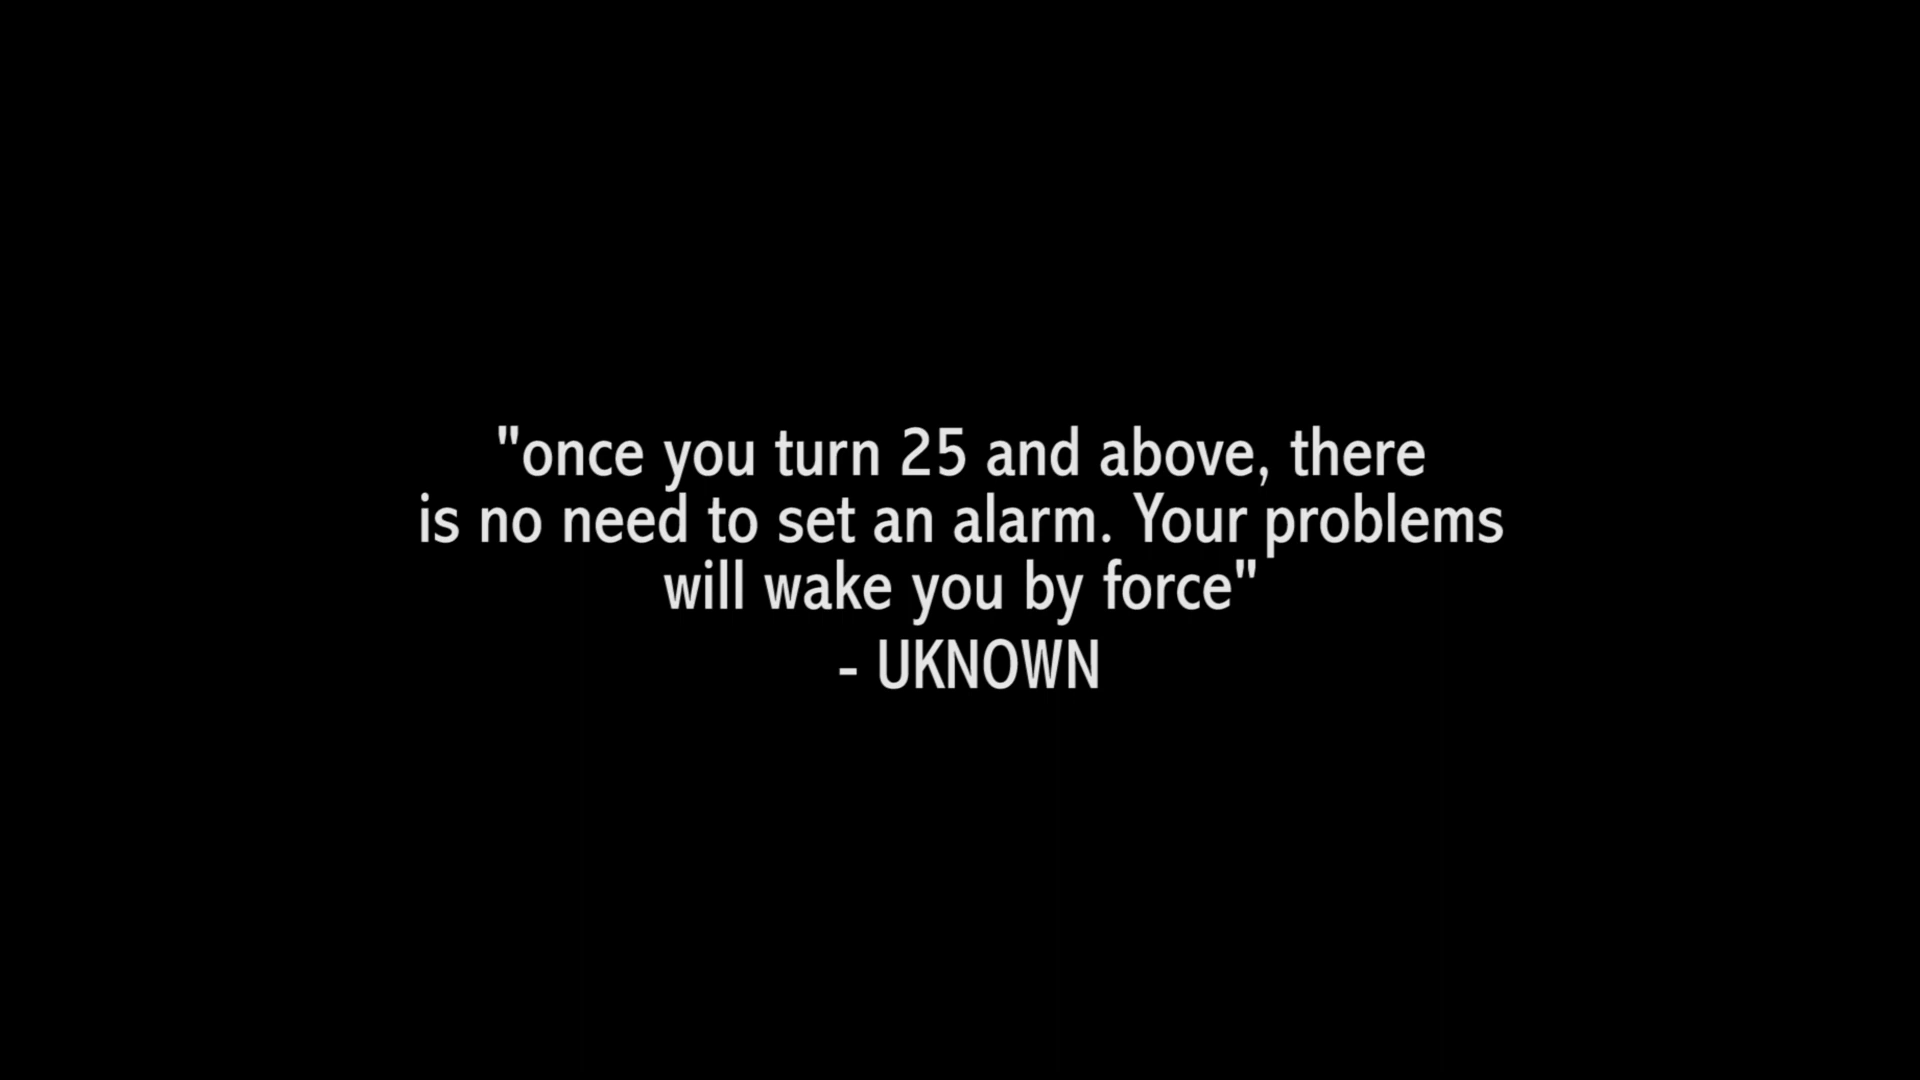 "once you turn 25 and above, there
is no need to set an alarm. Your problems
will wake you by force"
- UKNOWN